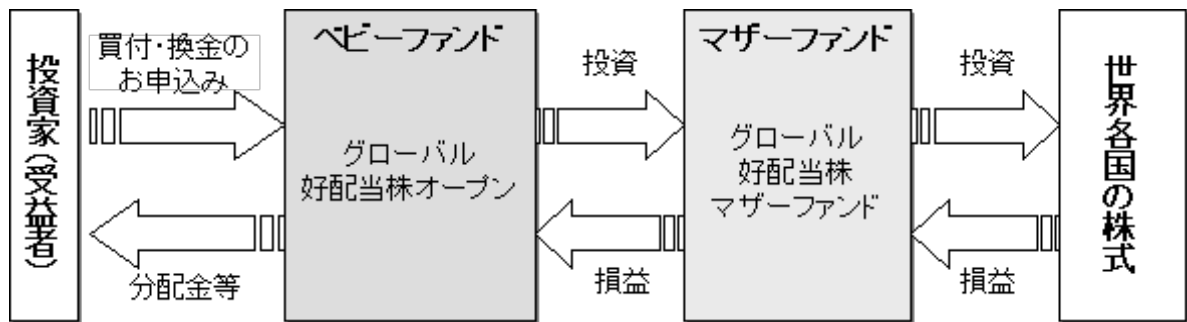 投資家(受益者)
買付・換金の
お申込み
分配金等
ベビーファンド
グローバル
好配当株オープン
投資
損益
マザーファンド
グローバル
好配当株
マザーファンド
投資
損益
世界各国の株式